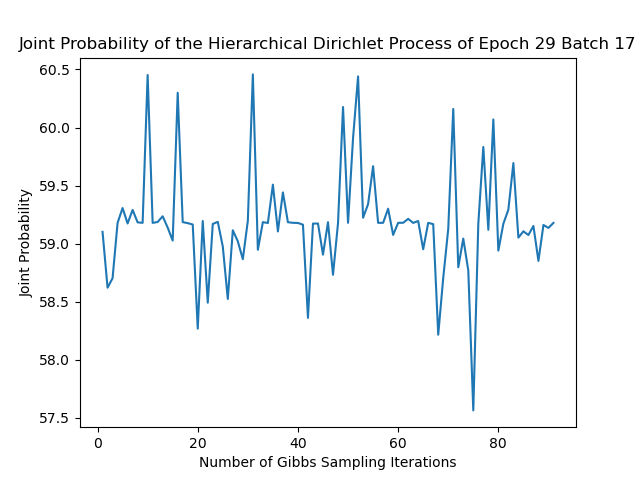 Joint Probability of the Hierarchical Dirichlet Process of Epoch 29 Batch 17
60.5
60.0
59.5
59.0
58.5
58.0
57.5
Joint Probability
0 20 40 60 80
Number of Gibbs Sampling Iterations